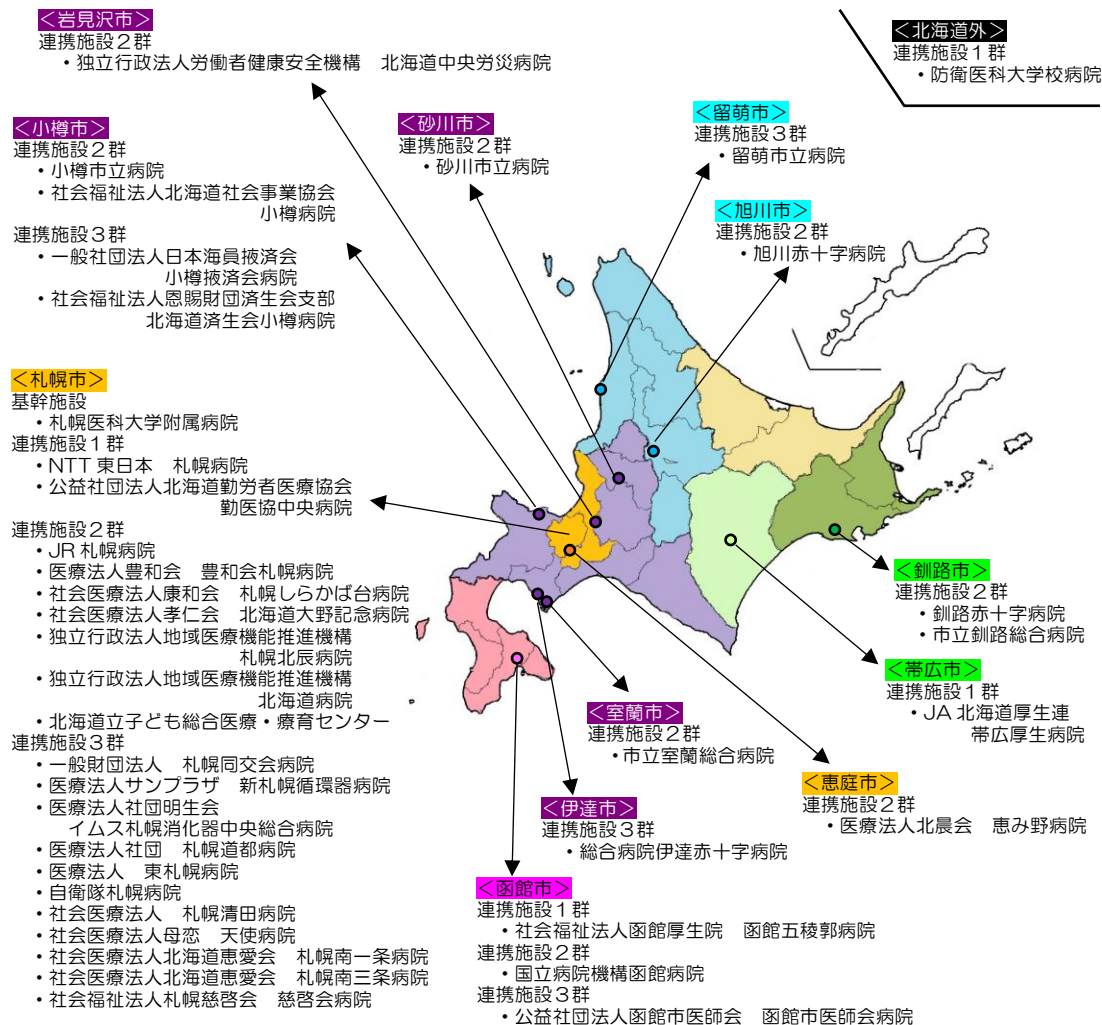 ＜岩見沢市＞
連携施設２群
・独立行政法人労働者健康安全機構　北海道中央労災病院
＜北海道外＞
連携施設１群
・防衛医科大学校病院
＜小樽市＞
連携施設２群
・小樽市立病院
・社会福祉法人北海道社会事業協会
小樽病院
連携施設３群
・一般社団法人日本海員掖済会
小樽掖済会病院
・社会福祉法人恩賜財団済生会支部
北海道済生会小樽病院
＜砂川市＞
連携施設２群
・砂川市立病院
＜留萌市＞
連携施設３群
・留萌市立病院
＜旭川市＞
連携施設２群
・旭川赤十字病院
＜札幌市＞
基幹施設
・札幌医科大学附属病院
連携施設１群
・NTT 東日本　札幌病院
・公益社団法人北海道勤労者医療協会
勤医協中央病院
連携施設２群
・JR 札幌病院
・医療法人豊和会　豊和会札幌病院
・社会医療法人康和会　札幌しらかば台病院
・社会医療法人孝仁会　北海道大野記念病院
・独立行政法人地域医療機能推進機構
札幌北辰病院
・独立行政法人地域医療機能推進機構
北海道病院
・北海道立子ども総合医療・療育センター
連携施設３群
・一般財団法人　札幌同交会病院
・医療法人サンプラザ　新札幌循環器病院
・医療法人社団明生会
イムス札幌消化器中央総合病院
・医療法人社団　札幌道都病院
・医療法人　東札幌病院
・自衛隊札幌病院
・社会医療法人　札幌清田病院
・社会医療法人母恋　天使病院
・社会医療法人北海道恵愛会　札幌南一条病院
・社会医療法人北海道恵愛会　札幌南三条病院
・社会福祉法人札幌慈啓会　慈啓会病院
＜釧路市＞
連携施設２群
・釧路赤十字病院
・市立釧路総合病院
＜帯広市＞
連携施設１群
・JA 北海道厚生連
帯広厚生病院
＜室蘭市＞
連携施設２群
・市立室蘭総合病院
＜恵庭市＞
連携施設２群
・医療法人北晨会　恵み野病院
＜伊達市＞
連携施設３群
・総合病院伊達赤十字病院
＜函館市＞
連携施設１群
・社会福祉法人函館厚生院　函館五稜郭病院
連携施設２群
・国立病院機構函館病院
連携施設３群
・公益社団法人函館市医師会　函館市医師会病院